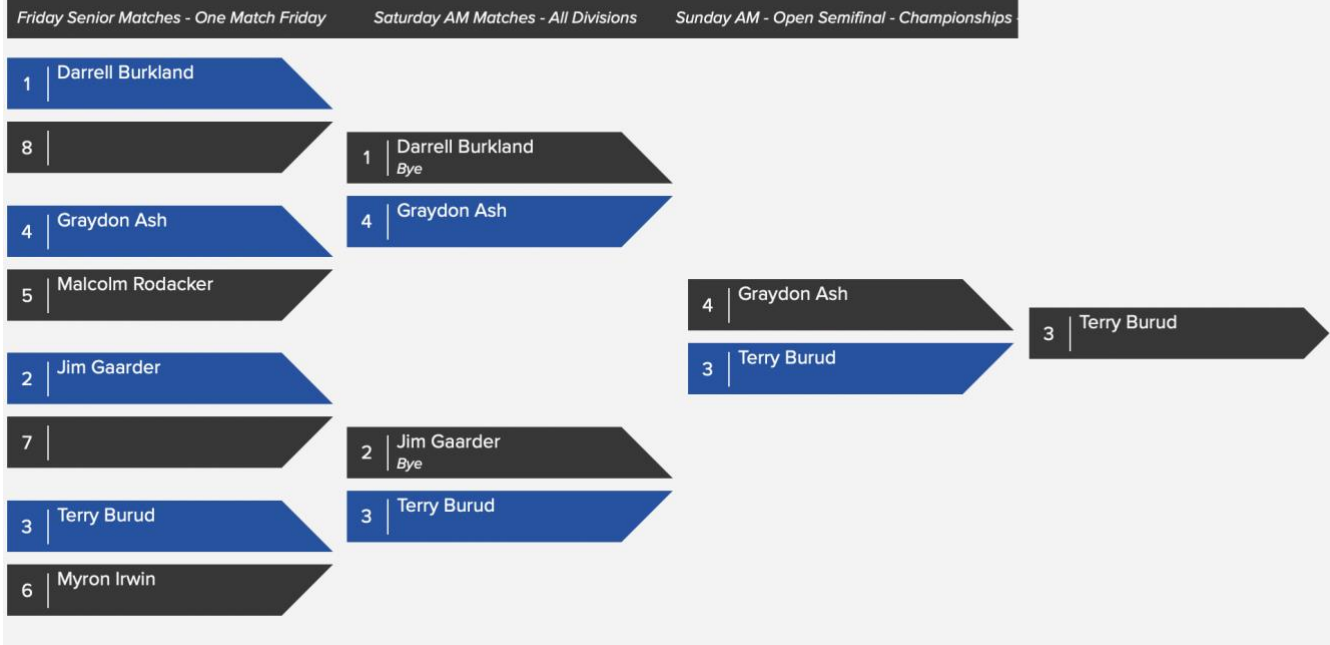 Friday Senior Matches - One Match Friday
Saturday AM Matches - All Divisions
Sunday AM - Open Semifinal - Championships -
1 Darrell Burkland
8
4 Graydon Ash
5 Malcolm Rodacker
2 Jim Gaarder
7
3 Terry Burud
6 Myron Irwin
1 Darrell Burkland
Bye
4 Graydon Ash
2 Jim Gaarder
Bye
3 Terry Burud
4 Graydon Ash
3 Terry Burud
3 Terry Burud